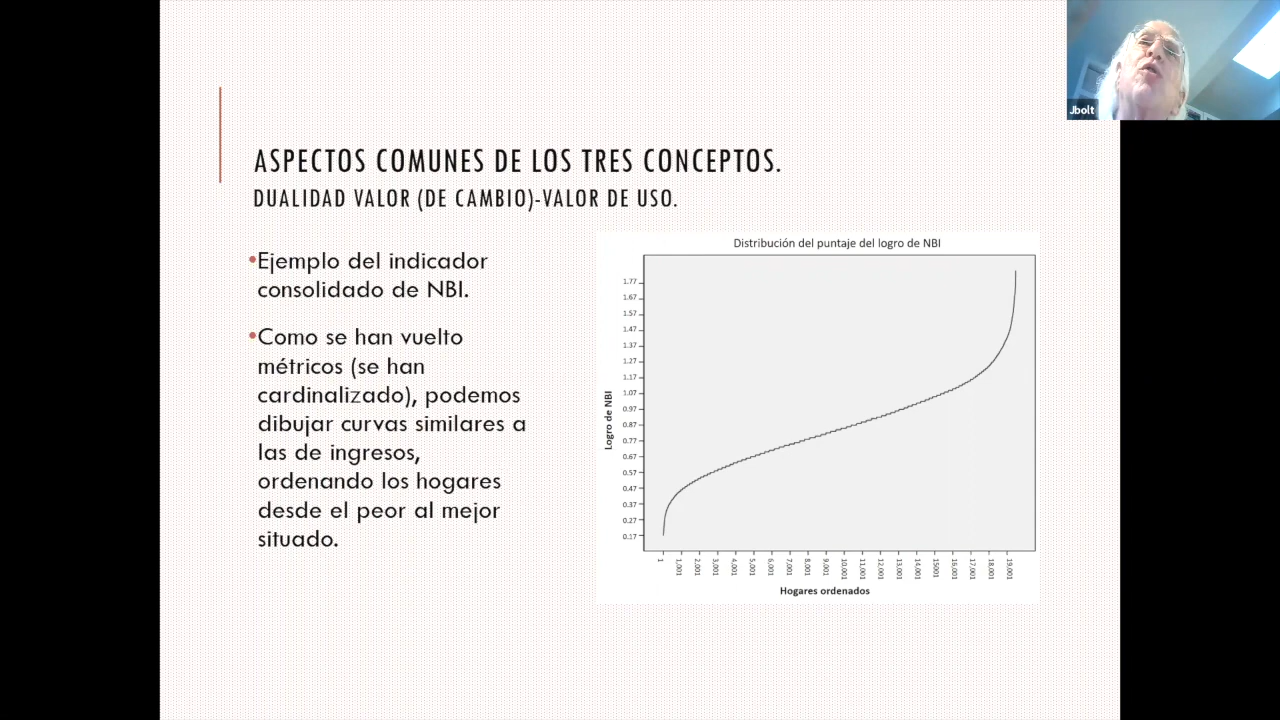 Jbolt
ASPECTOS COMUNES DE LOS TRES CONCEPTOS.
DUALIDAD VALOR (DE CAMBIO)-VALOR DE USO.
•Ejemplo del indicador
consolidado de NBI.
•Como se han vuelto
métricos (se han
cardinalizado), podemos
dibujar curvas similares a
las de ingresos,
ordenando los hogares
desde el peor al mejor
situado.
Distribución del puntaje del logro de NBI
Logro de NBI
1.77
1.67
1.57
1.47
1.37
1.27
1.17
1.07
0.97
0.87
0.77
0.67
0.57
0.47
0.37
0.27
0.17
1
1,001
2,001
3,001
4,001
5,001
6,001
7,001
8,001
9,001
10,001
11,001
12,001
13,001
14,001
15001
16,001
17,001
18,001
19,001
Hogares ordenados